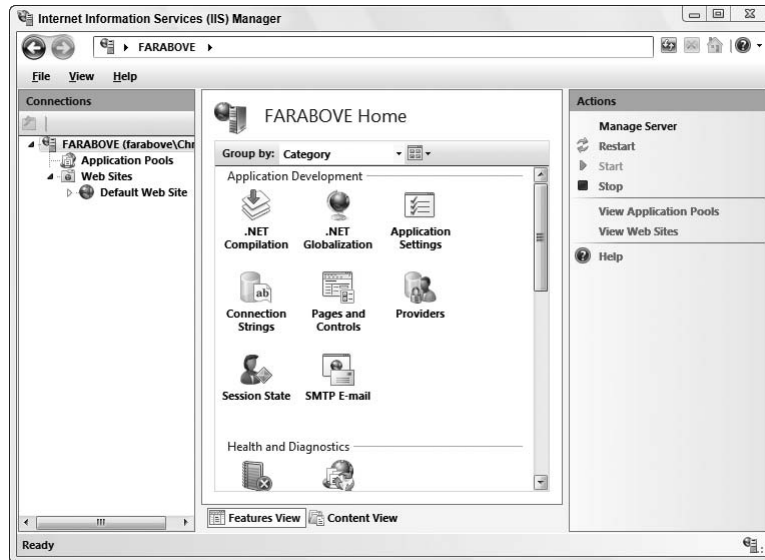 Internet Information Services (IIS) Manager
FARABOVE
File View Help
Connections
FARABOVE (farabove\Chr
Application Pools
Web Sites
Default Web Site
FARABOVE Home
Group by: Category
Application Development
.NET Compilation
.NET Globalization
Application Settings
Connection Strings
Pages and Controls
Providers
Session State
SMTP E-mail
Health and Diagnostics
Features View
Content View
Actions
Manage Server
Restart
Start
Stop
View Application Pools
View Web Sites
Help
Ready